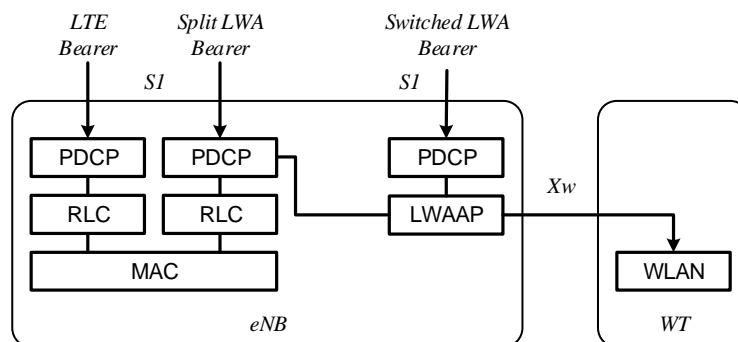 LTE Bearer
Split LWA Bearer
Switched LWA Bearer
S1
S1
PDCP
PDCP
PDCP
Xw
RLC
RLC
LWAAP
MAC
WLAN
eNB
WT